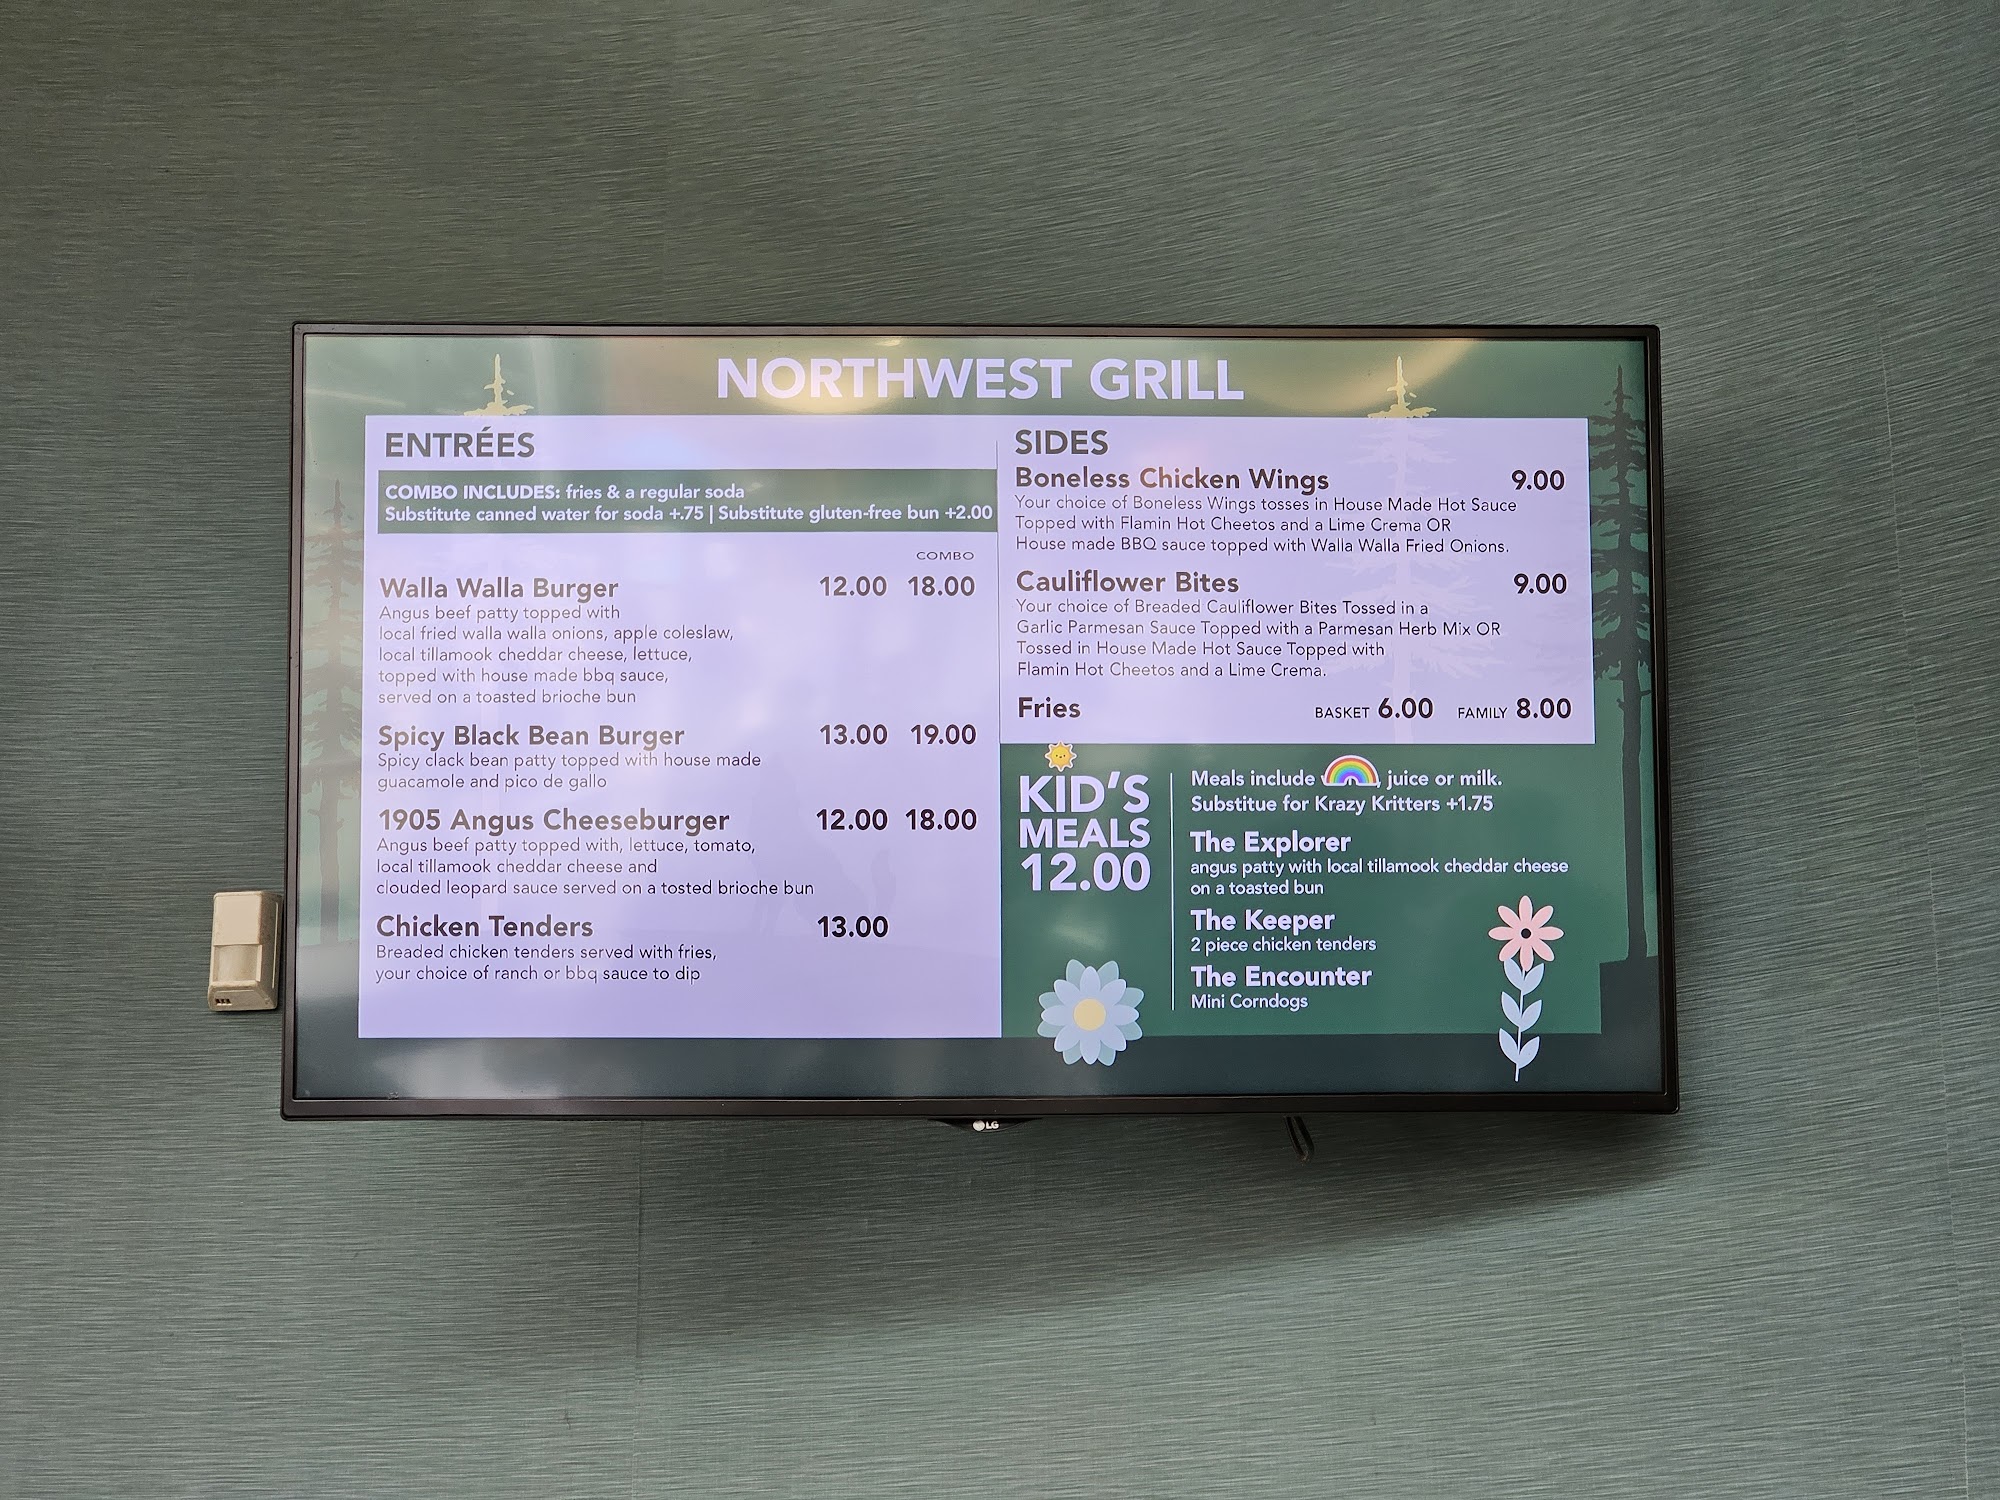 NORTHWEST GRILL
ENTRÉES
COMBO INCLUDES: fries & a regular soda
Substitute canned water for soda +.75 | Substitute gluten-free bun +2.00
COMBO
Walla Walla Burger 12.00 18.00
Angus beef patty topped with
local fried walla walla onions, apple coleslaw,
local tillamook cheddar cheese, lettuce,
topped with house made bbq sauce,
served on a toasted brioche bun
Spicy Black Bean Burger 13.00 19.00
Spicy clack bean patty topped with house made
guacamole and pico de gallo
1905 Angus Cheeseburger 12.00 18.00
Angus beef patty topped with, lettuce, tomato,
local tillamook cheddar cheese and
clouded leopard sauce served on a tosted brioche bun
Chicken Tenders 13.00
Breaded chicken tenders served with fries,
your choice of ranch or bbq sauce to dip
SIDES
Boneless Chicken Wings 9.00
Your choice of Boneless Wings tosses in House Made Hot Sauce
Topped with Flamin Hot Cheetos and a Lime Crema OR
House made BBQ sauce topped with Walla Walla Fried Onions.
Cauliflower Bites 9.00
Your choice of Breaded Cauliflower Bites Tossed in a
Garlic Parmesan Sauce Topped with a Parmesan Herb Mix OR
Tossed in House Made Hot Sauce Topped with
Flamin Hot Cheetos and a Lime Crema.
Fries BASKET 6.00 FAMILY 8.00
KID'S
MEALS
12.00
Meals include juice or milk.
Substitue for Krazy Kritters +1.75
The Explorer
angus patty with local tillamook cheddar cheese
on a toasted bun
The Keeper
2 piece chicken tenders
The Encounter
Mini Corndogs
LG